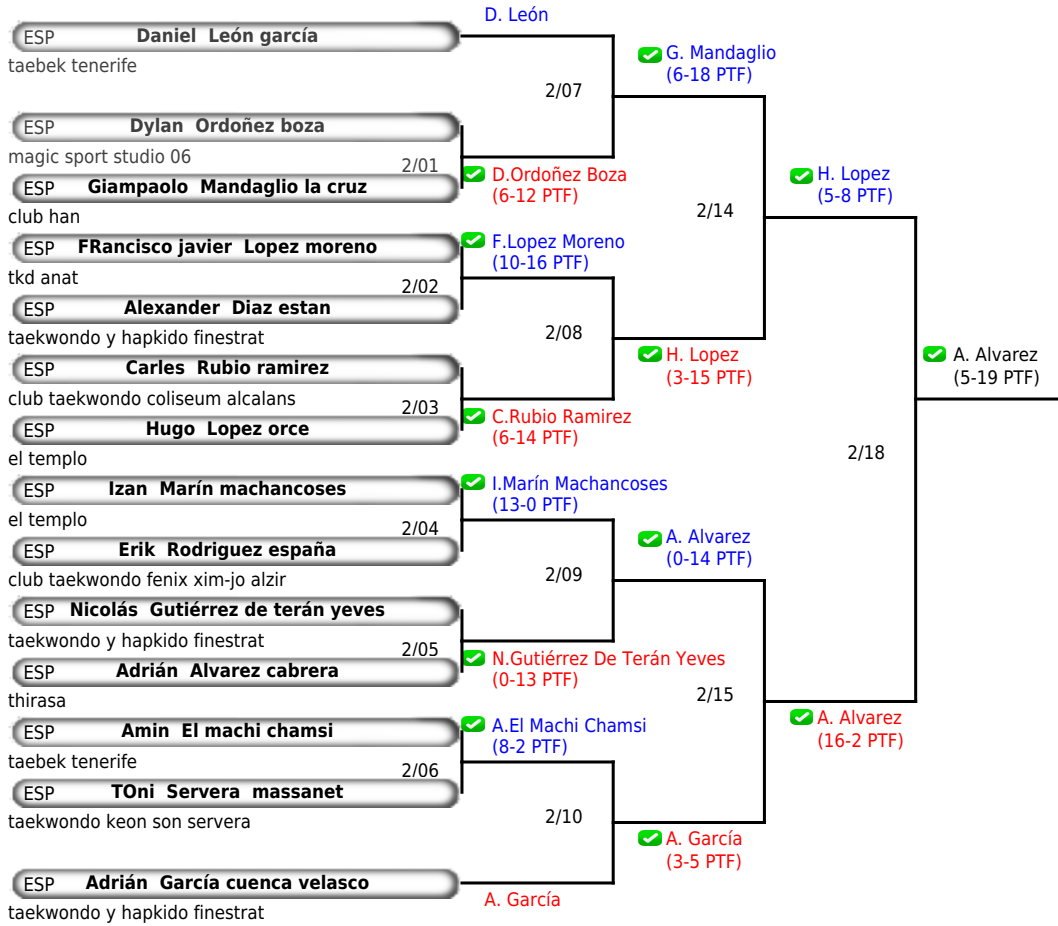 D. León
ESP Daniel León garcía
taebek tenerife
G. Mandaglio
(6-18 PTF)
2/07
ESP Dylan Ordoñez boza
magic sport studio 06
2/01
D.Ordoñez Boza
(6-12 PTF)
H. Lopez
(5-8 PTF)
ESP Giampaolo Mandaglio la cruz
club han
2/14
ESP FRancisco javier Lopez moreno
F.Lopez Moreno
(10-16 PTF)
tkd anat
2/02
ESP Alexander Diaz estan
taekwondo y hapkido finestrat
2/08
H. Lopez
(3-15 PTF)
A. Alvarez
(5-19 PTF)
ESP Carles Rubio ramirez
club taekwondo coliseum alcalans
2/03
C.Rubio Ramirez
(6-14 PTF)
ESP Hugo Lopez orce
el templo
2/18
ESP Izan Marín machancoses
I.Marín Machancoses
(13-0 PTF)
el templo
2/04
A. Alvarez
(0-14 PTF)
ESP Erik Rodriguez españa
club taekwondo fenix xim-jo alzir
2/09
ESP Nicolás Gutiérrez de terán yeves
taekwondo y hapkido finestrat
2/05
N.Gutiérrez De Terán Yeves
(0-13 PTF)
ESP Adrián Alvarez cabrera
thirasa
2/15
A. Alvarez
(16-2 PTF)
ESP Amin El machi chamsi
A.El Machi Chamsi
(8-2 PTF)
taebek tenerife
2/06
ESP TOni Servera massanet
taekwondo keon son servera
2/10
A. García
(3-5 PTF)
ESP Adrián García cuenca velasco
A. García
taekwondo y hapkido finestrat